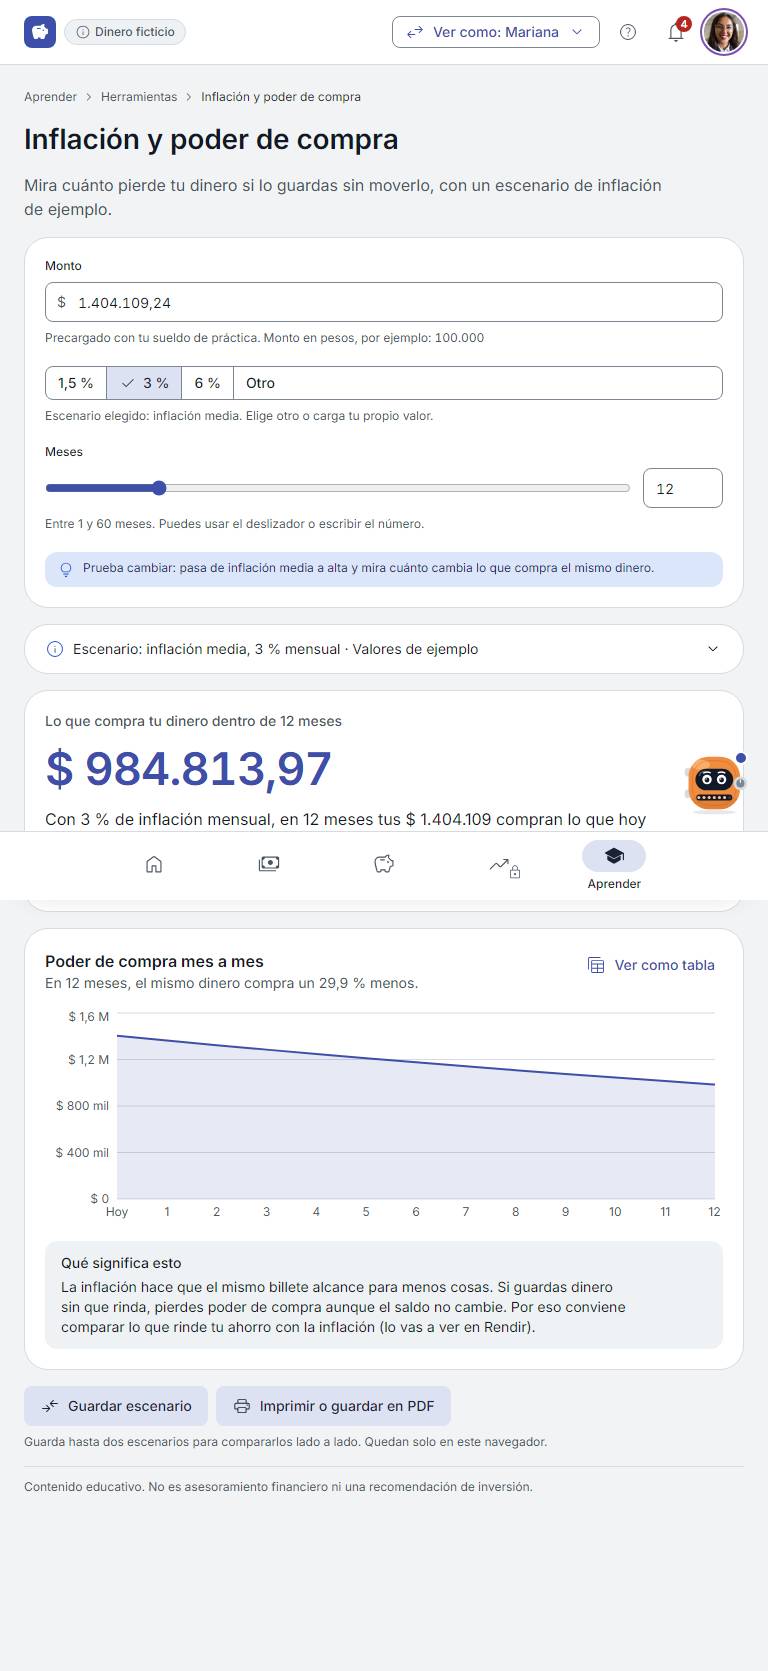 Dinero ficticio
Ver como: Mariana
4
Aprender > Herramientas > Inflación y poder de compra
Inflación y poder de compra
Mira cuánto pierde tu dinero si lo guardas sin moverlo, con un escenario de inflación
de ejemplo.
Monto
$ 1.404.109,24
Precargado con tu sueldo de práctica. Monto en pesos, por ejemplo: 100.000
1,5 % 3 % 6 % Otro
Escenario elegido: inflación media. Elige otro o carga tu propio valor.
Meses
12
Entre 1 y 60 meses. Puedes usar el deslizador o escribir el número.
Prueba cambiar: pasa de inflación media a alta y mira cuánto cambia lo que compra el mismo dinero.
Escenario: inflación media, 3 % mensual · Valores de ejemplo
Lo que compra tu dinero dentro de 12 meses
$ 984.813,97
Con 3 % de inflación mensual, en 12 meses tus $ 1.404.109 compran lo que hoy
Aprender
Poder de compra mes a mes
Ver como tabla
En 12 meses, el mismo dinero compra un 29,9 % menos.
$ 1,6 M
$ 1,2 M
$ 800 mil
$ 400 mil
$ 0
Hoy 1 2 3 4 5 6 7 8 9 10 11 12
Qué significa esto
La inflación hace que el mismo billete alcance para menos cosas. Si guardas dinero
sin que rinda, pierdes poder de compra aunque el saldo no cambie. Por eso conviene
comparar lo que rinde tu ahorro con la inflación (lo vas a ver en Rendir).
Guardar escenario
Imprimir o guardar en PDF
Guarda hasta dos escenarios para compararlos lado a lado. Quedan solo en este navegador.
Contenido educativo. No es asesoramiento financiero ni una recomendación de inversión.